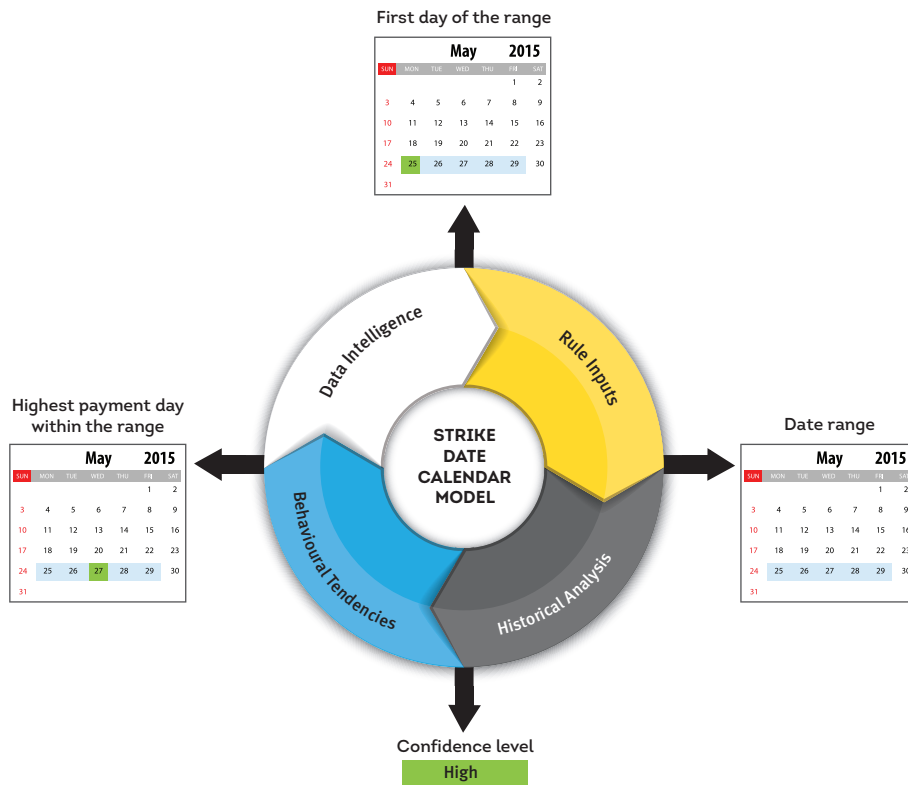 First day of the range
May 2015
SUN MON TUE WED THU FRI SAT
1 2
3 4 5 6 7 8 9
10 11 12 13 14 15 16
17 18 19 20 21 22 23
24 25 26 27 28 29 30
31
Data Intelligence
Rule Inputs
Highest payment day
within the range
May 2015
SUN MON TUE WED THU FRI SAT
1 2
3 4 5 6 7 8 9
10 11 12 13 14 15 16
17 18 19 20 21 22 23
24 25 26 27 28 29 30
31
STRIKE
DATE
CALENDAR
MODEL
Date range
May 2015
SUN MON TUE WED THU FRI SAT
1 2
3 4 5 6 7 8 9
10 11 12 13 14 15 16
17 18 19 20 21 22 23
24 25 26 27 28 29 30
31
Behavioural Tendencies
Historical Analysis
Confidence level
High